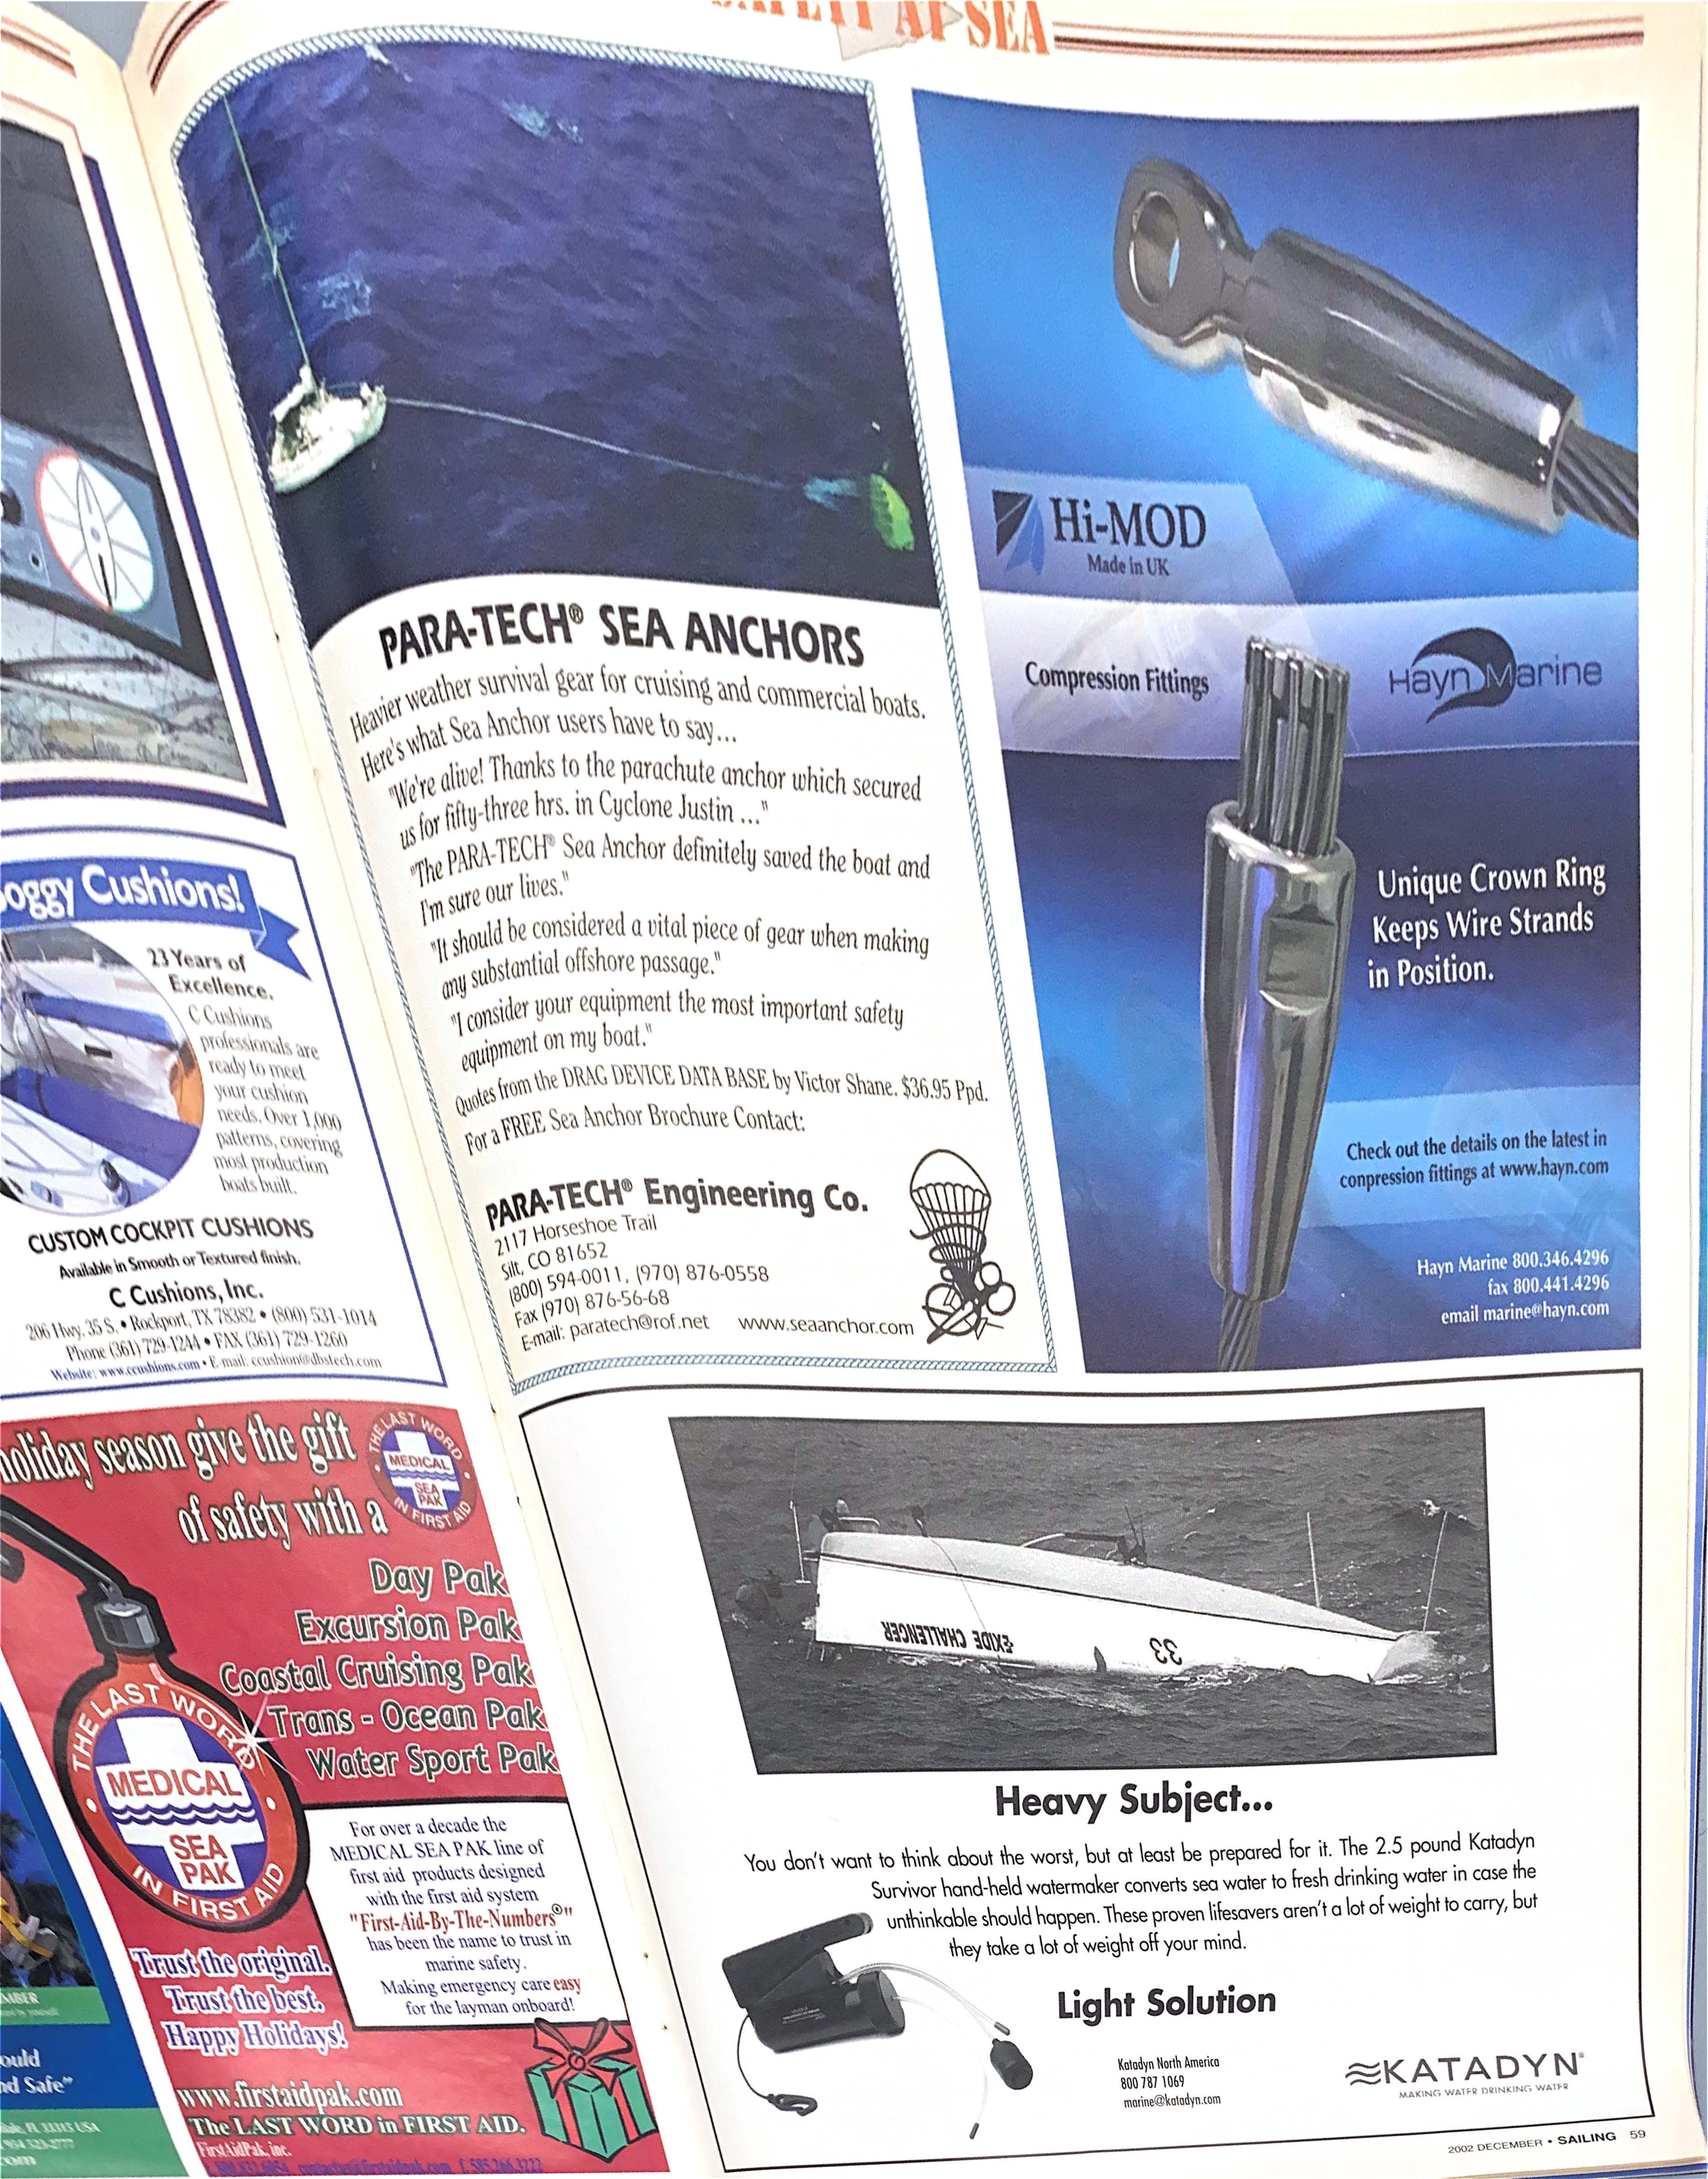 SAFETY AT SEA
oggy Cushions!
23 Years of
Excellence.
C Cushions
professionals are
ready to meet
your cushion
needs. Over 1,000
patterns, covering
most production
boats built.
CUSTOM COCKPIT CUSHIONS
Available in Smooth or Textured finish.
C Cushions, Inc.
206 Hwy. 35 S. • Rockport, TX 78382 • (800) 531-1014
Phone (361) 729-1244 • FAX (361) 729-1260
Website: www.ccushions.com • E-mail: ccushion@dbstech.com
holiday season give the gift
of safety with a
THE LAST WORD
MEDICAL
SEA
PAK
IN FIRST AID
Day Pak
Excursion Pak
Coastal Cruising Pak
Trans - Ocean Pak
Water Sport Pak
THE LAST WORD
MEDICAL
SEA
PAK
IN FIRST AID
For over a decade the
MEDICAL SEA PAK line of
first aid products designed
with the first aid system
"First-Aid-By-The-Numbers®"
has been the name to trust in
marine safety.
Making emergency care easy
for the layman onboard!
Trust the original.
Trust the best.
Happy Holidays!
www.firstaidpak.com
The LAST WORD in FIRST AID.
FirstAidPak, inc.
MBER
ould
nd Safe"
FL 33315 USA
PARA-TECH® SEA ANCHORS
Heavier weather survival gear for cruising and commercial boats.
Here's what Sea Anchor users have to say...
"We're alive! Thanks to the parachute anchor which secured
us for fifty-three hrs. in Cyclone Justin ..."
"The PARA-TECH® Sea Anchor definitely saved the boat and
I'm sure our lives."
"It should be considered a vital piece of gear when making
any substantial offshore passage."
"I consider your equipment the most important safety
equipment on my boat."
Quotes from the DRAG DEVICE DATA BASE by Victor Shane. $36.95 Ppd.
For a FREE Sea Anchor Brochure Contact:
PARA-TECH® Engineering Co.
2117 Horseshoe Trail
Silt, CO 81652
(800) 594-0011, (970) 876-0558
Fax (970) 876-56-68
E-mail: paratech@rof.net www.seaanchor.com
Hi-MOD
Made in UK
Compression Fittings
Hayn Marine
Unique Crown Ring
Keeps Wire Strands
in Position.
Check out the details on the latest in
conpression fittings at www.hayn.com
Hayn Marine 800.346.4296
fax 800.441.4296
email marine@hayn.com
EXIDE CHALLENGER
33
Heavy Subject...
You don't want to think about the worst, but at least be prepared for it. The 2.5 pound Katadyn
Survivor hand-held watermaker converts sea water to fresh drinking water in case the
unthinkable should happen. These proven lifesavers aren't a lot of weight to carry, but
they take a lot of weight off your mind.
Light Solution
Katadyn North America
800 787 1069
marine@katadyn.com
KATADYN®
MAKING WATER DRINKING WATER
2002 DECEMBER • SAILING 59